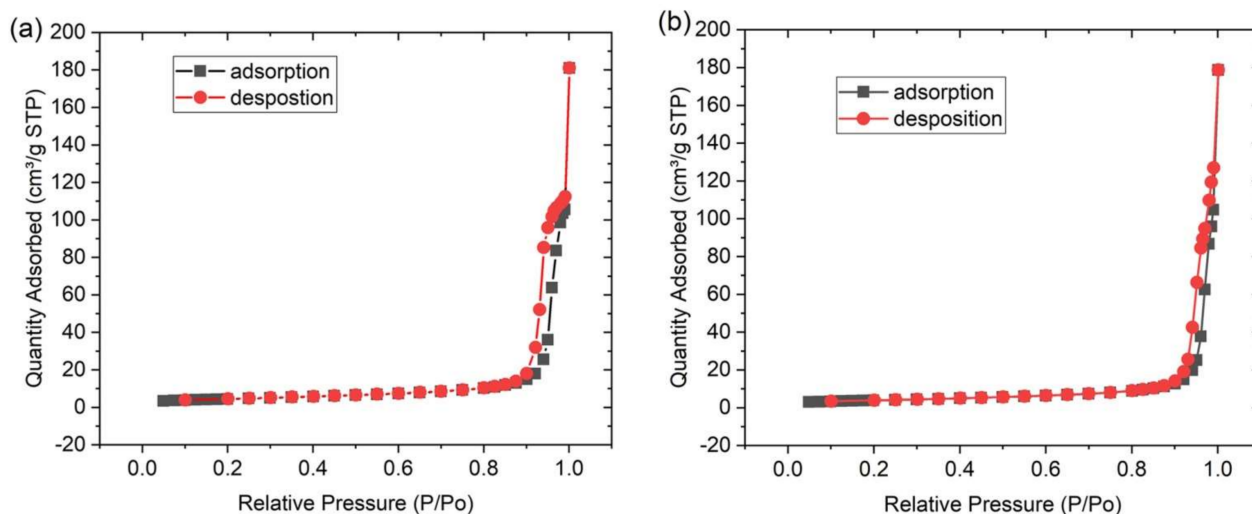 (a)
200
180
160
140
120
100
80
60
40
20
0
-20
Quantity Adsorbed (cm³/g STP)
adsorption
despostion
0.0 0.2 0.4 0.6 0.8 1.0
Relative Pressure (P/Po)
(b)
200
180
160
140
120
100
80
60
40
20
0
-20
Quantity Adsorbed (cm³/g STP)
adsorption
desposition
0.0 0.2 0.4 0.6 0.8 1.0
Relative Pressure (P/Po)